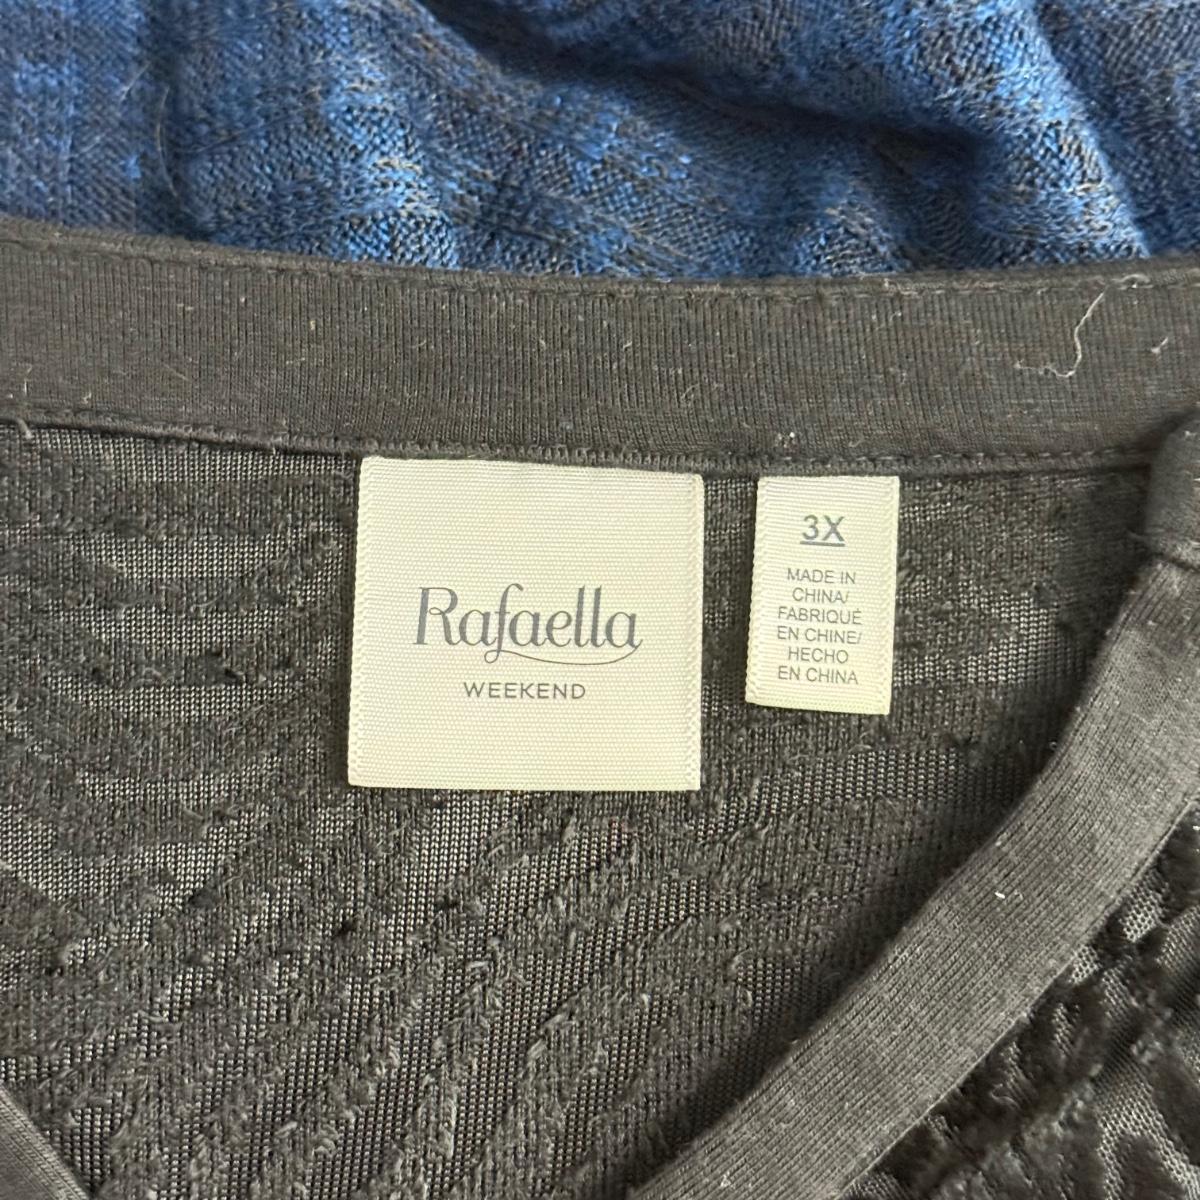 Rafaella
WEEKEND
3X
MADE IN
CHINA/
FABRIQUÉ
EN CHINE/
HECHO
EN CHINA